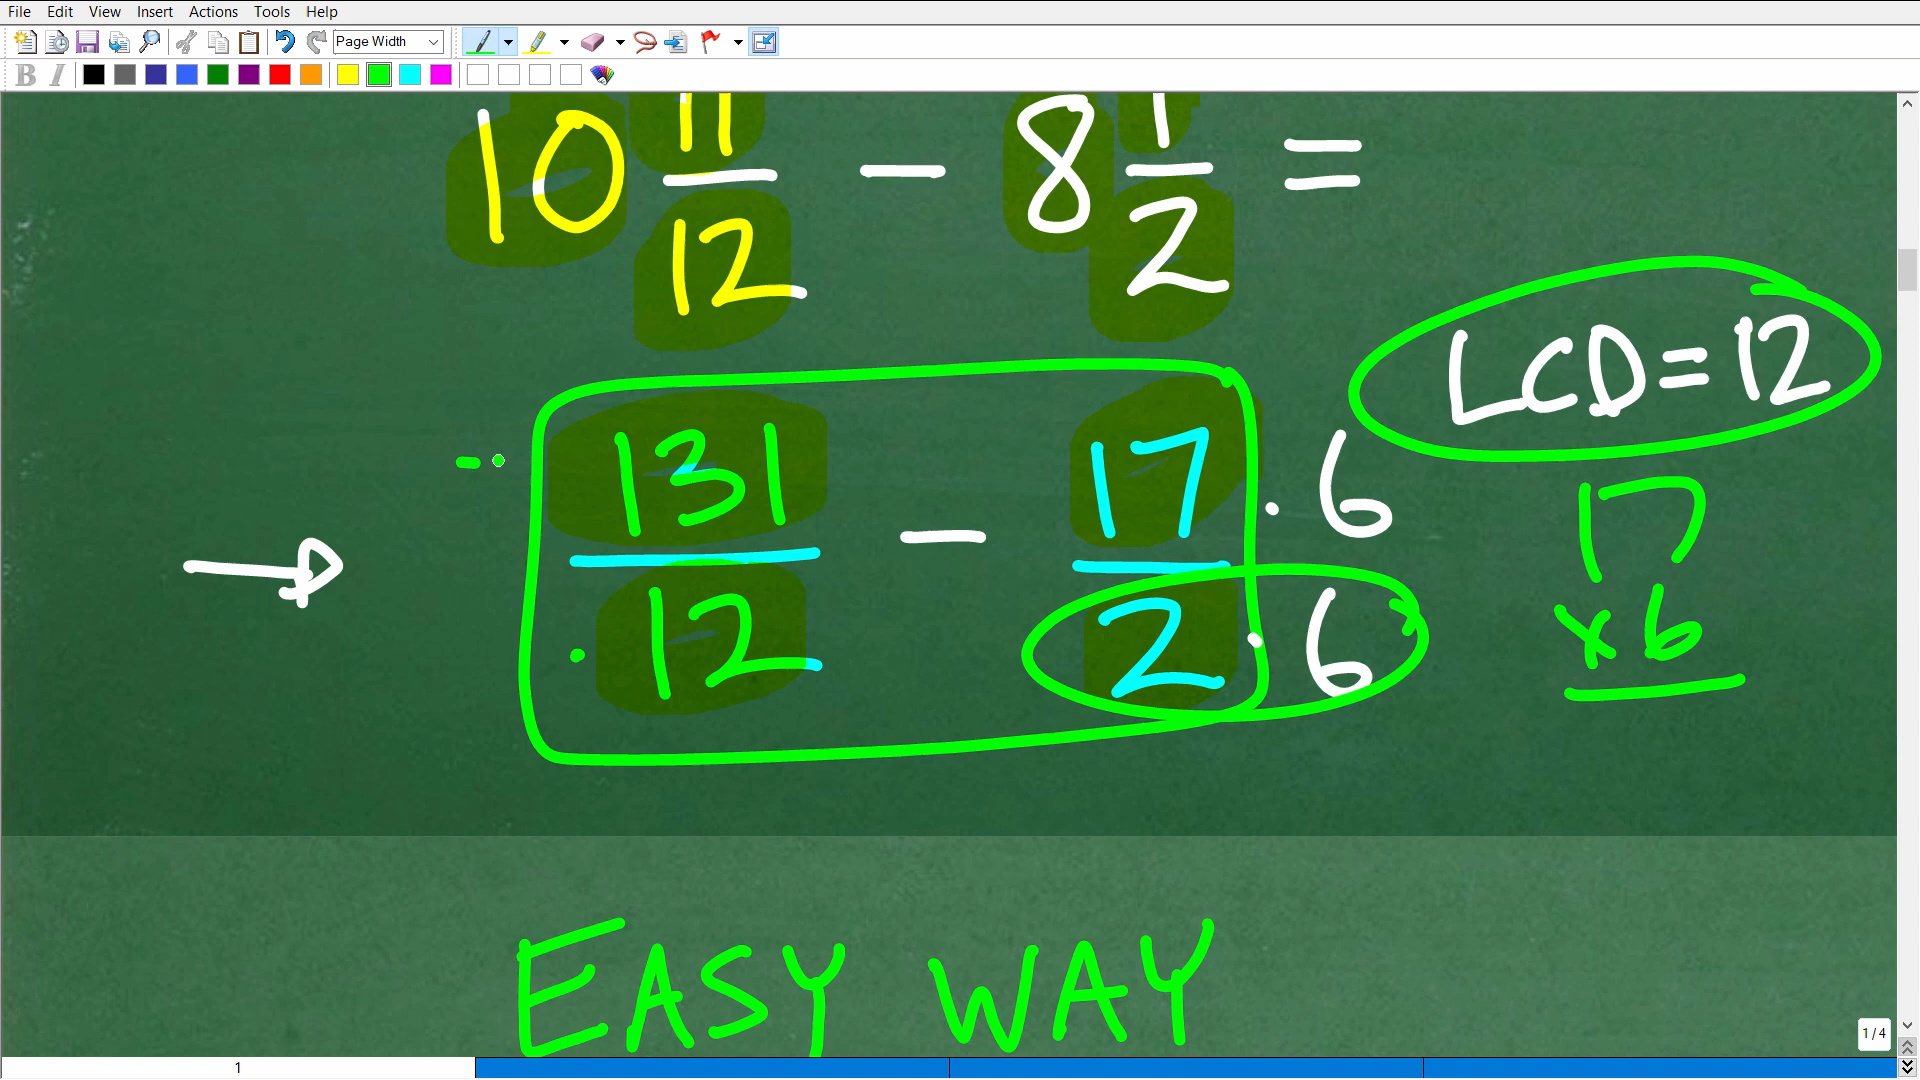 File Edit View Insert Actions Tools Help
Page Width
B I
10 11/12 − 8 1/2 =
LCD = 12
→ 131/12 − 17/2 · 6/6
17
x 6
EASY WAY
1 / 4
1